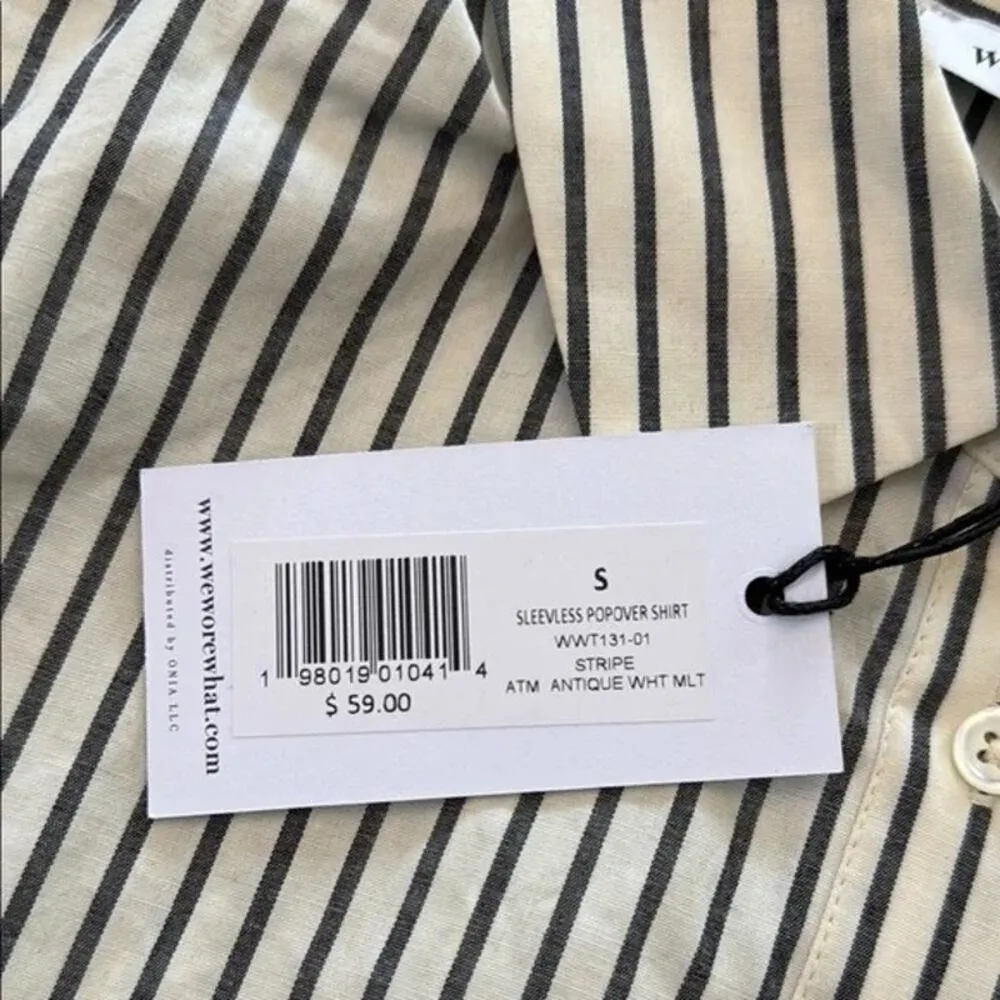 W
www.weworewhat.com
distributed by ONIA LLC
S
SLEEVLESS POPOVER SHIRT
WWT131-01
STRIPE
ATM ANTIQUE WHT MLT
1 98019 01041 4
$ 59.00